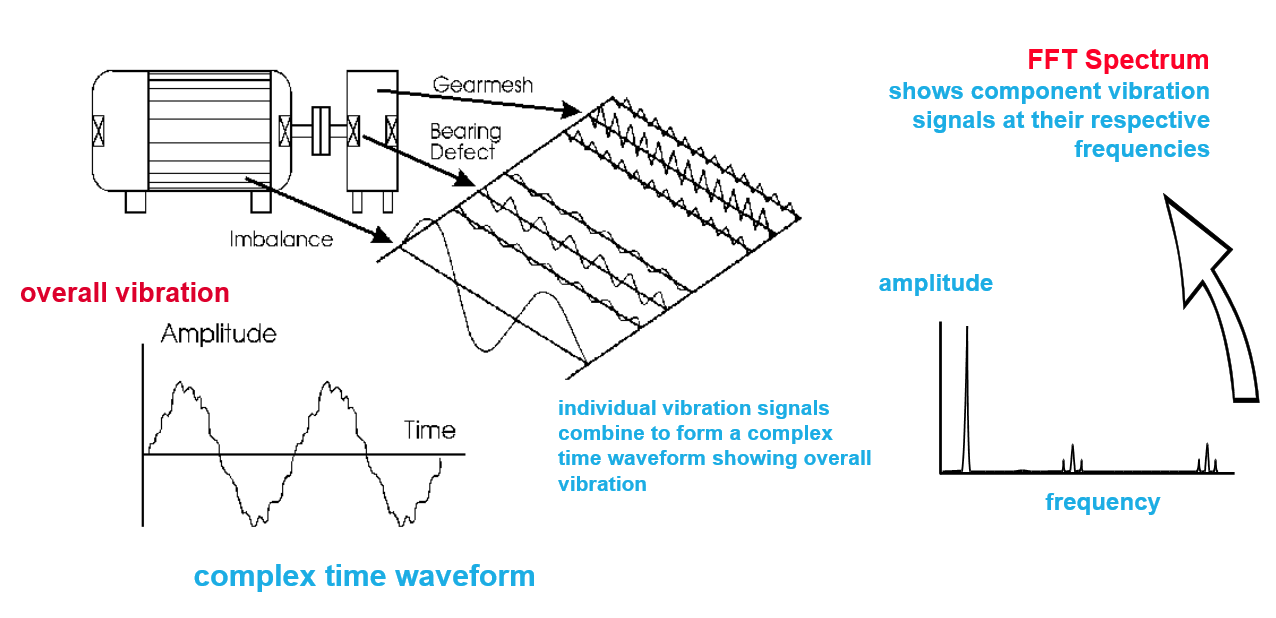 Gearmesh
Bearing
Defect
Imbalance
FFT Spectrum
shows component vibration
signals at their respective
frequencies
overall vibration
Amplitude
Time
individual vibration signals
combine to form a complex
time waveform showing overall
vibration
complex time waveform
amplitude
frequency